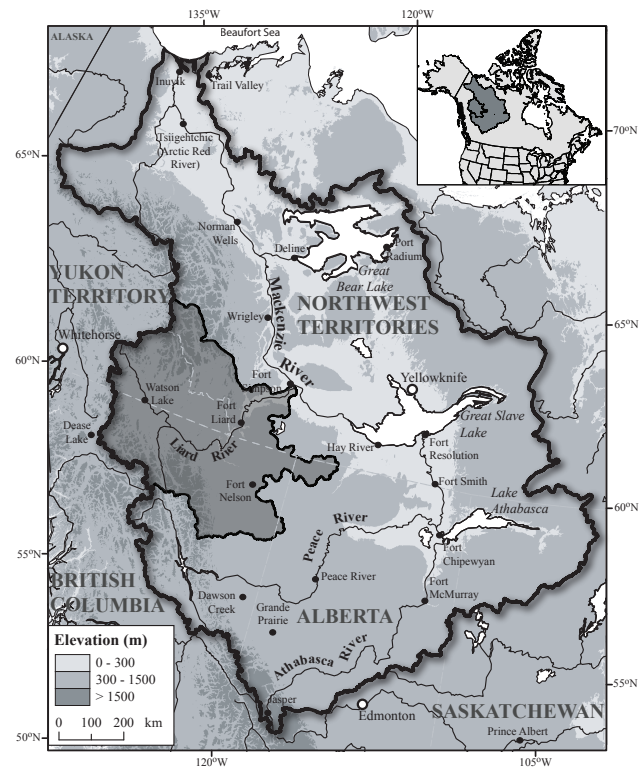 135°W
120°W
Beaufort Sea
ALASKA
Inuvik
Trail Valley
70°N
Tsiigehtchic
(Arctic Red
River)
65°N
Norman
Wells
Deline
Port
Radium
Great
Bear Lake
YUKON
TERRITORY
Mackenzie
River
NORTHWEST
TERRITORIES
Wrigley
65°N
Whitehorse
60°N
Fort
Simpson
Yellowknife
Watson
Lake
Fort
Liard
Great Slave
Lake
Dease
Lake
Liard River
Hay River
Fort
Resolution
Fort
Nelson
Fort Smith
Lake
Athabasca
60°N
Peace
River
Fort
Chipewyan
55°N
BRITISH
COLUMBIA
Peace River
Fort
McMurray
Dawson
Creek
Grande
Prairie
ALBERTA
Athabasca River
Elevation (m)
0 - 300
300 - 1500
> 1500
0 100 200 km
55°N
Jasper
Edmonton
SASKATCHEWAN
Prince Albert
50°N
120°W
105°W